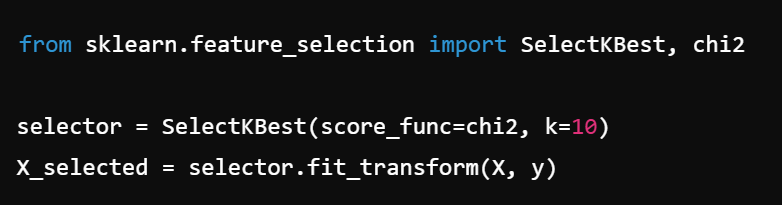 from sklearn.feature_selection import SelectKBest, chi2
selector = SelectKBest(score_func=chi2, k=10)
X_selected = selector.fit_transform(X, y)